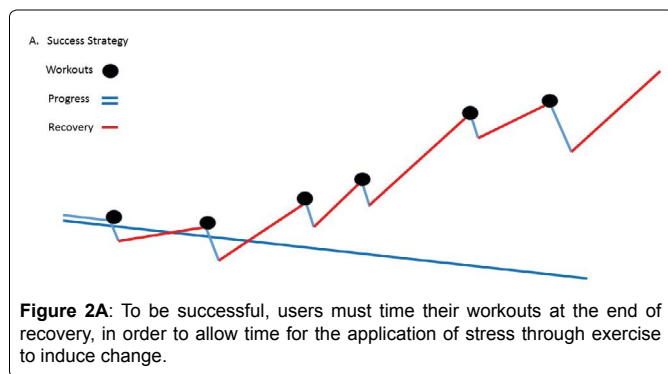 A. Success Strategy
Workouts
Progress
Recovery
Figure 2A: To be successful, users must time their workouts at the end of
recovery, in order to allow time for the application of stress through exercise
to induce change.